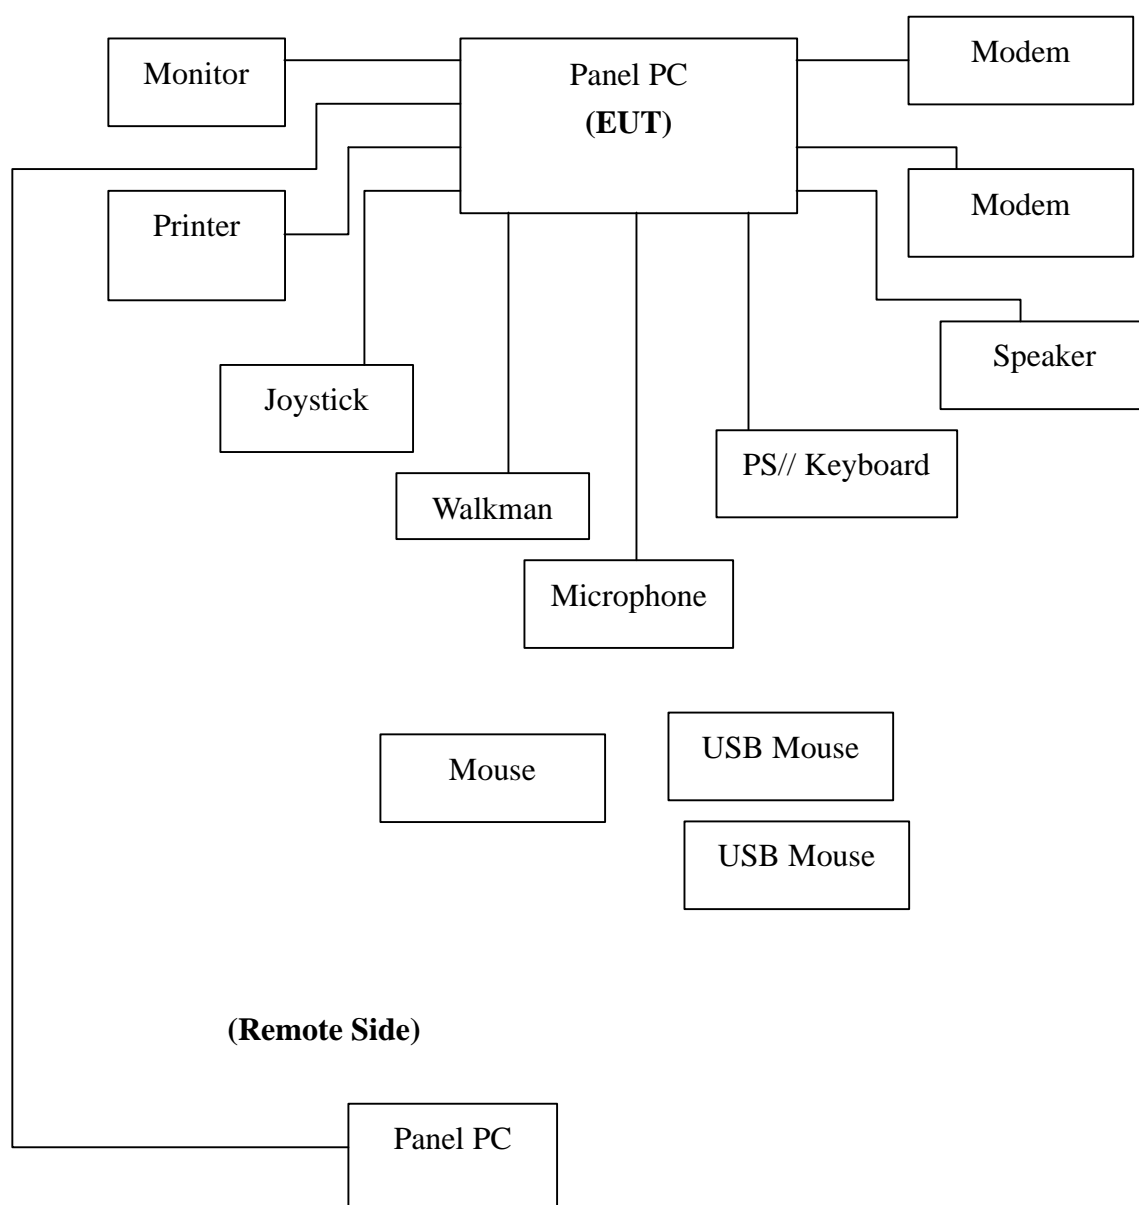 Monitor
Panel PC
(EUT)
Modem
Printer
Modem
Joystick
Speaker
Walkman
PS// Keyboard
Microphone
Mouse
USB Mouse
USB Mouse
(Remote Side)
Panel PC